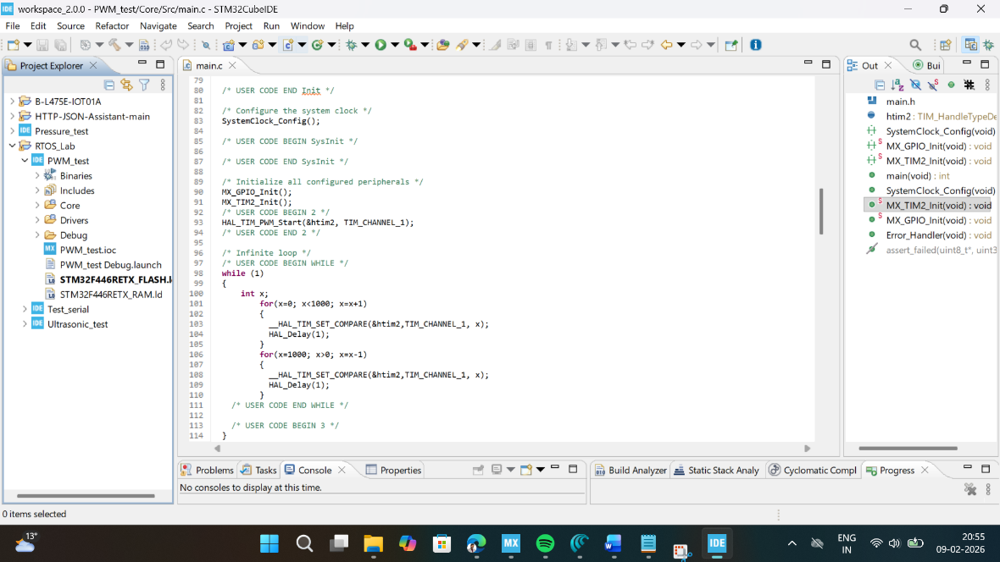 IDE workspace_2.0.0 - PWM_test/Core/Src/main.c - STM32CubeIDE
File Edit Source Refactor Navigate Search Project Run Window Help
Project Explorer
B-L475E-IOT01A
HTTP-JSON-Assistant-main
IDE Pressure_test
RTOS_Lab
IDE PWM_test
Binaries
Includes
Core
Drivers
Debug
MX PWM_test.ioc
PWM_test Debug.launch
STM32F446RETX_FLASH.l
STM32F446RETX_RAM.ld
IDE Test_serial
IDE Ultrasonic_test
main.c
79
80 /* USER CODE END Init */
81
82 /* Configure the system clock */
83 SystemClock_Config();
84
85 /* USER CODE BEGIN SysInit */
86
87 /* USER CODE END SysInit */
88
89 /* Initialize all configured peripherals */
90 MX_GPIO_Init();
91 MX_TIM2_Init();
92 /* USER CODE BEGIN 2 */
93 HAL_TIM_PWM_Start(&htim2, TIM_CHANNEL_1);
94 /* USER CODE END 2 */
95
96 /* Infinite loop */
97 /* USER CODE BEGIN WHILE */
98 while (1)
99 {
100 int x;
101 for(x=0; x<1000; x=x+1)
102 {
103 __HAL_TIM_SET_COMPARE(&htim2,TIM_CHANNEL_1, x);
104 HAL_Delay(1);
105 }
106 for(x=1000; x>0; x=x-1)
107 {
108 __HAL_TIM_SET_COMPARE(&htim2,TIM_CHANNEL_1, x);
109 HAL_Delay(1);
110 }
111 /* USER CODE END WHILE */
112
113 /* USER CODE BEGIN 3 */
114 }
Out Bui
main.h
htim2 : TIM_HandleTypeDe
SystemClock_Config(void)
MX_GPIO_Init(void) : void
MX_TIM2_Init(void) : void
main(void) : int
SystemClock_Config(void)
MX_TIM2_Init(void) : void
MX_GPIO_Init(void) : void
Error_Handler(void) : void
assert_failed(uint8_t*, uint3
Problems Tasks Console Properties
No consoles to display at this time.
Build Analyzer Static Stack Analy Cyclomatic Compl Progress
0 items selected
13°
MX
IDE
ENG
IN
20:55
09-02-2026